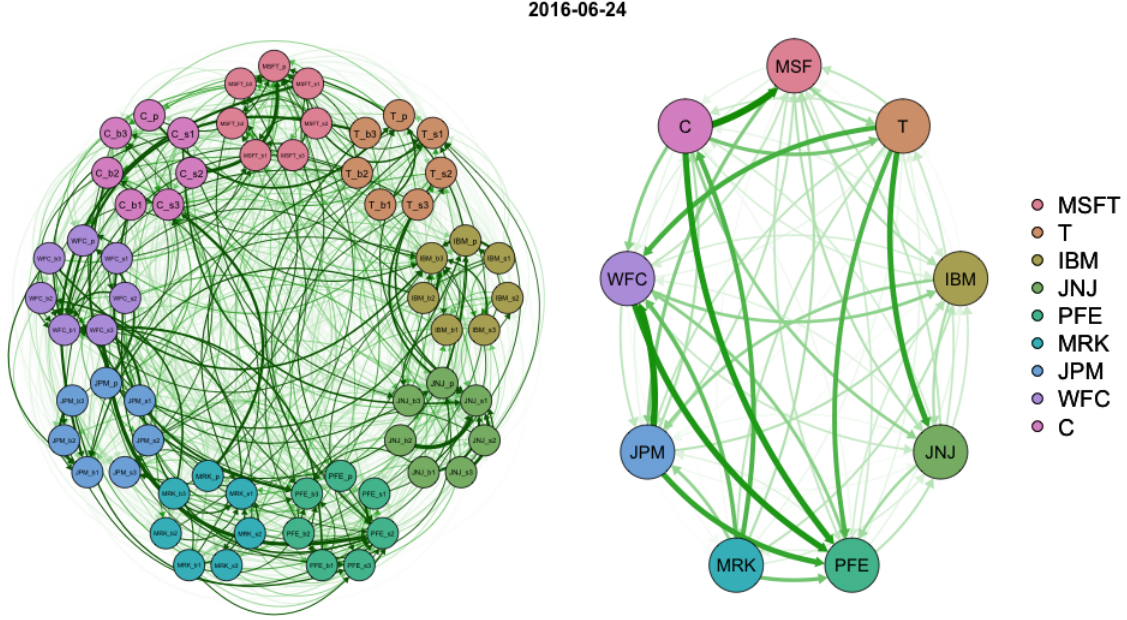 2016-06-24
MSFT_p
MSFT_b3
MSFT_s1
MSFT_s2
MSFT_b1
MSFT_s3
C_p
C_b3
C_s1
C_b2
C_s2
C_b1
C_s3
T_p
T_b3
T_s1
T_b2
T_s2
T_b1
T_s3
WFC_p
WFC_b3
WFC_s1
WFC_b2
WFC_s2
WFC_b1
WFC_s3
IBM_p
IBM_b3
IBM_s1
IBM_b2
IBM_s2
IBM_b1
IBM_s3
JPM_p
JPM_b3
JPM_s1
JPM_b2
JPM_s2
JPM_b1
JPM_s3
JNJ_p
JNJ_b3
JNJ_s1
JNJ_b2
JNJ_s2
JNJ_b1
JNJ_s3
MRK_p
MRK_b3
MRK_s1
MRK_b2
MRK_s2
MRK_b1
PFE_p
PFE_b3
PFE_s1
PFE_b2
PFE_s2
PFE_b1
PFE_s3
MSF
C
T
WFC
IBM
JPM
JNJ
MRK
PFE
MSFT
T
IBM
JNJ
PFE
MRK
JPM
WFC
C